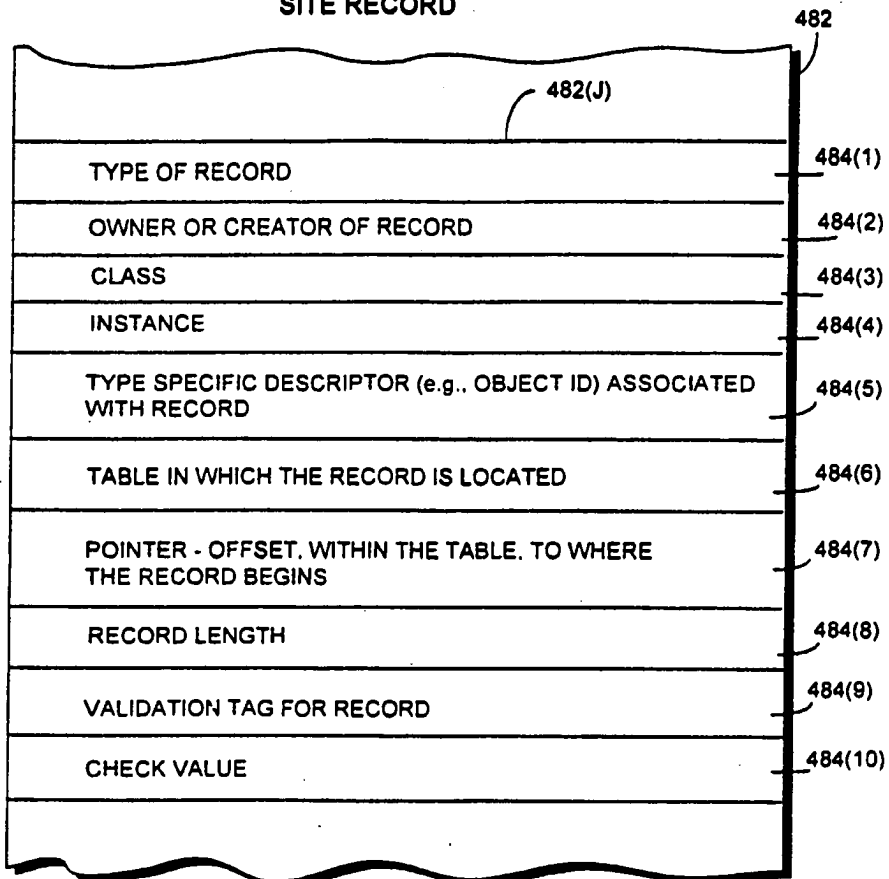 SITE RECORD
482
482(J)
TYPE OF RECORD
484(1)
OWNER OR CREATOR OF RECORD
484(2)
CLASS
484(3)
INSTANCE
484(4)
TYPE SPECIFIC DESCRIPTOR (e.g., OBJECT ID) ASSOCIATED
WITH RECORD
484(5)
TABLE IN WHICH THE RECORD IS LOCATED
484(6)
POINTER - OFFSET, WITHIN THE TABLE, TO WHERE
THE RECORD BEGINS
484(7)
RECORD LENGTH
484(8)
VALIDATION TAG FOR RECORD
484(9)
CHECK VALUE
484(10)